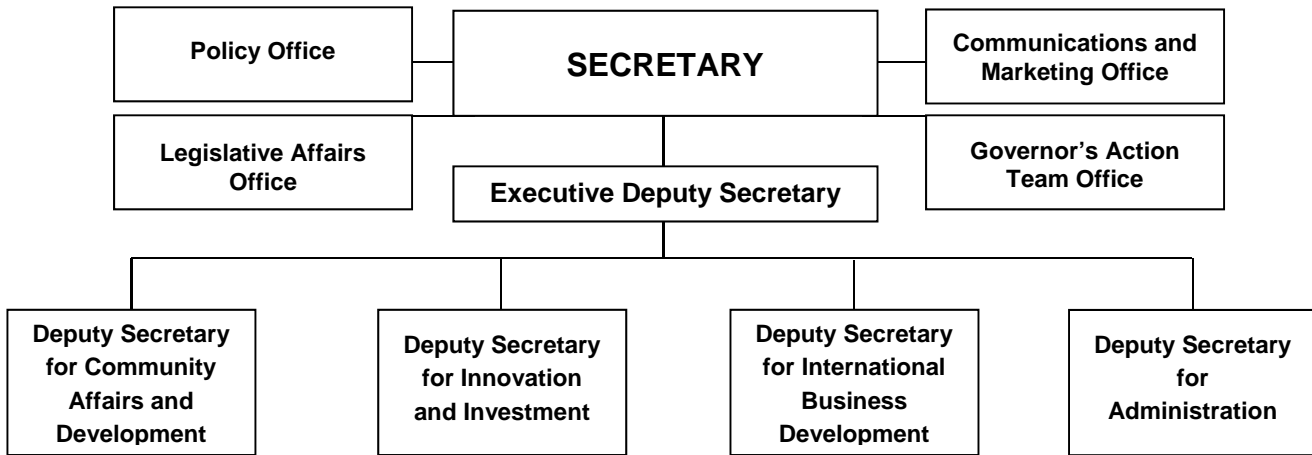 Policy Office
SECRETARY
Communications and
Marketing Office
Legislative Affairs
Office
Governor’s Action
Team Office
Executive Deputy Secretary
Deputy Secretary
for Community
Affairs and
Development
Deputy Secretary
for Innovation
and Investment
Deputy Secretary
for International
Business
Development
Deputy Secretary
for
Administration